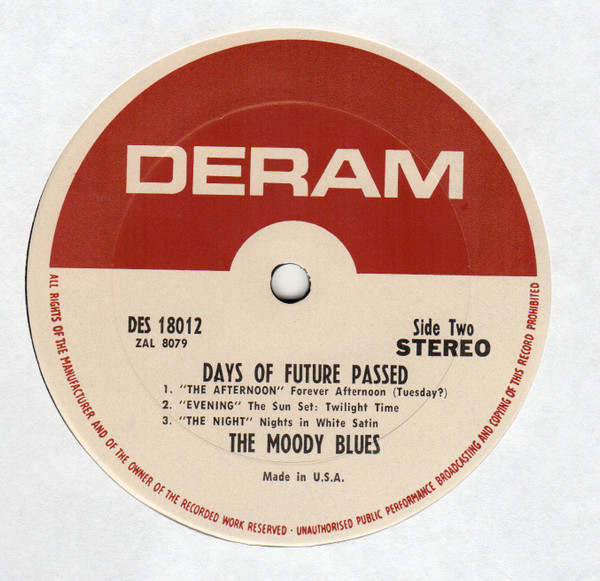 DERAM
DES 18012
ZAL 8079
Side Two
STEREO
DAYS OF FUTURE PASSED
1. "THE AFTERNOON" Forever Afternoon (Tuesday?)
2. "EVENING" The Sun Set: Twilight Time
3. "THE NIGHT" Nights in White Satin
THE MOODY BLUES
Made in U.S.A.
ALL RIGHTS OF THE MANUFACTURER AND OF THE OWNER OF THE RECORDED WORK RESERVED · UNAUTHORISED PUBLIC PERFORMANCE BROADCASTING AND COPYING OF THIS RECORD PROHIBITED